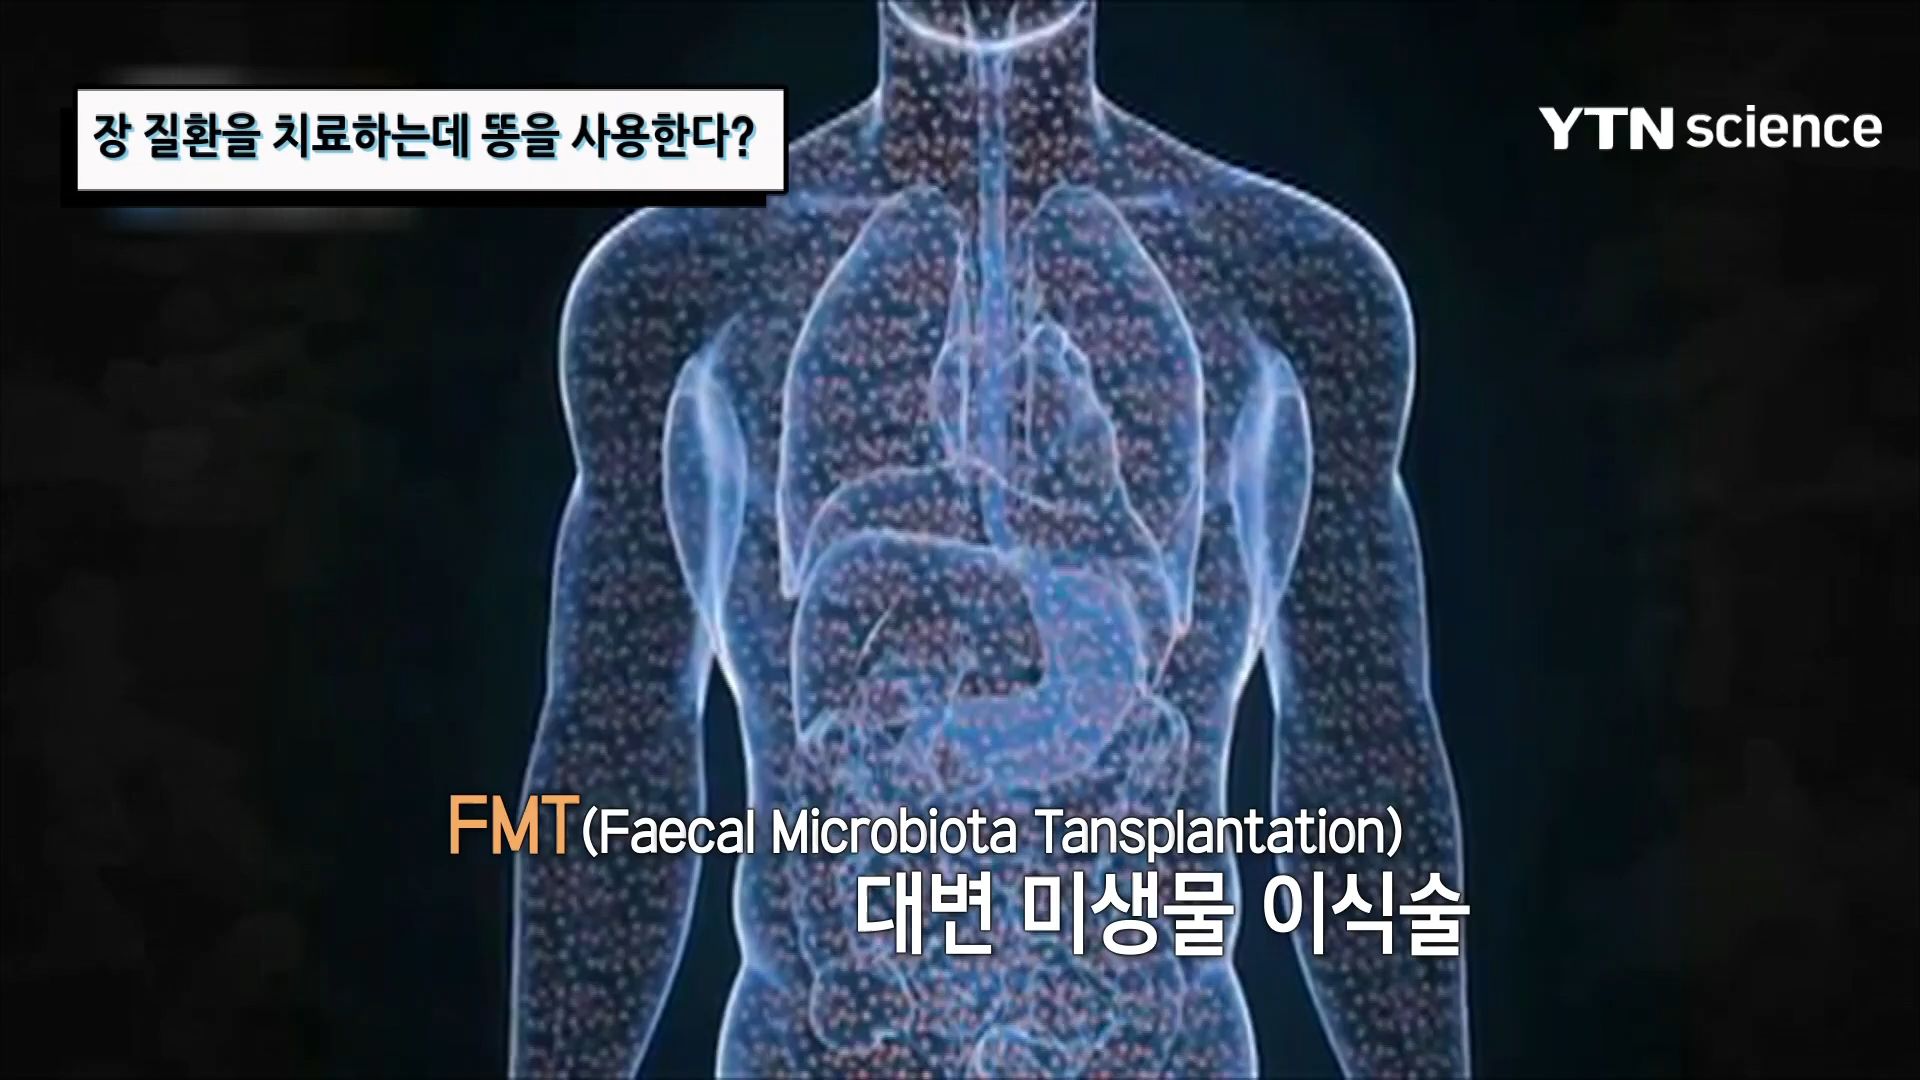 장 질환을 치료하는데 똥을 사용한다?
YTN science
FMT(Faecal Microbiota Tansplantation)
대변 미생물 이식술